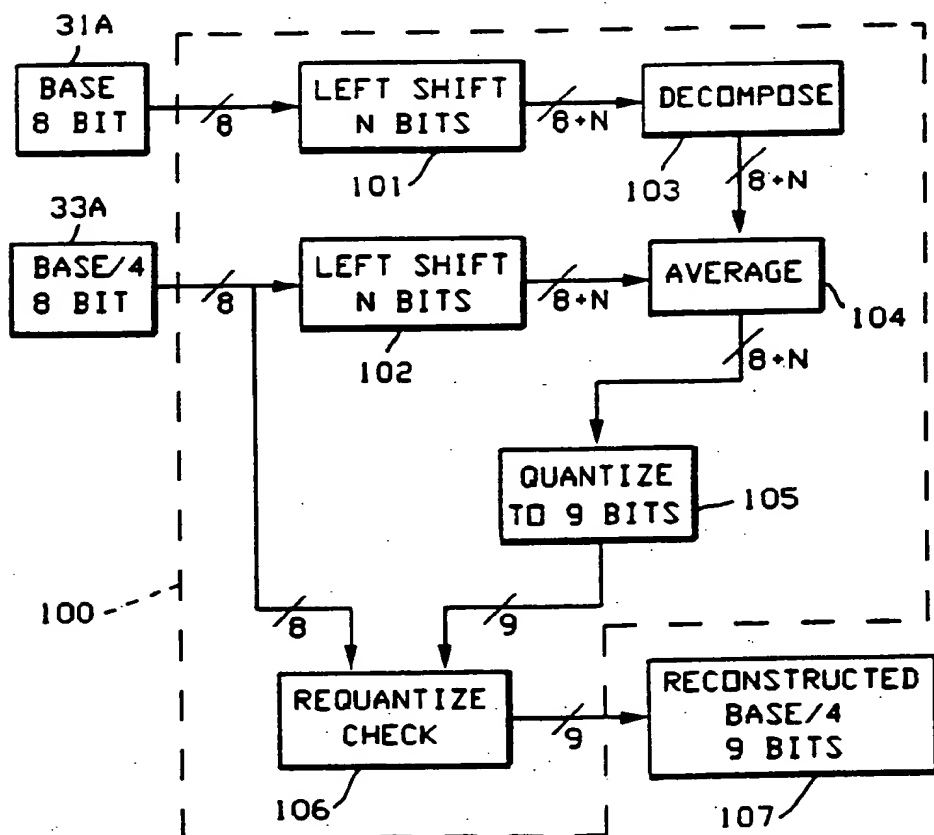 31A
BASE
8 BIT
8
LEFT SHIFT
N BITS
101
8+N
DECOMPOSE
103
8+N
33A
BASE/4
8 BIT
8
LEFT SHIFT
N BITS
102
8+N
AVERAGE
104
8+N
QUANTIZE
TO 9 BITS
105
100
8
9
REQUANTIZE
CHECK
106
9
RECONSTRUCTED
BASE/4
9 BITS
107